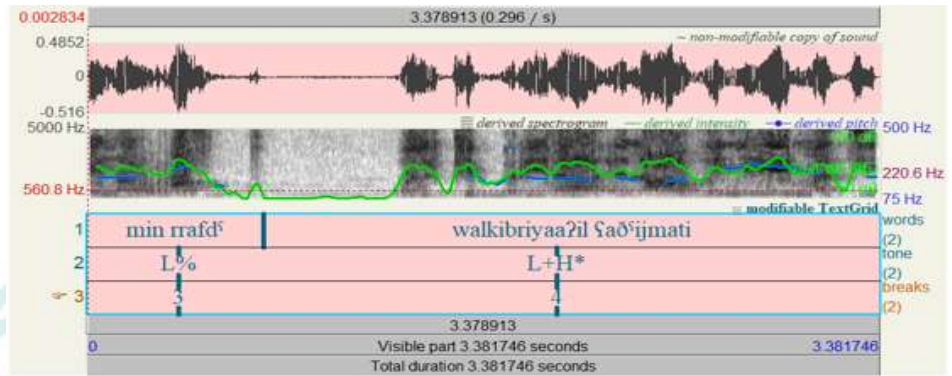 0.002834 3.378913 (0.296 / s)
0.4852 ~ non-modifiable copy of sound
0
-0.516
5000 Hz derived spectrogram derived intensity derived pitch 500 Hz
560.8 Hz 220.6 Hz
75 Hz
modifiable TextGrid
1 min rrafdˤ walkibriyaaʔil ʕaðˤijmati words (2)
2 L% L+H* tone (2)
3 3 4 breaks (2)
3.378913
0 Visible part 3.381746 seconds 3.381746
Total duration 3.381746 seconds